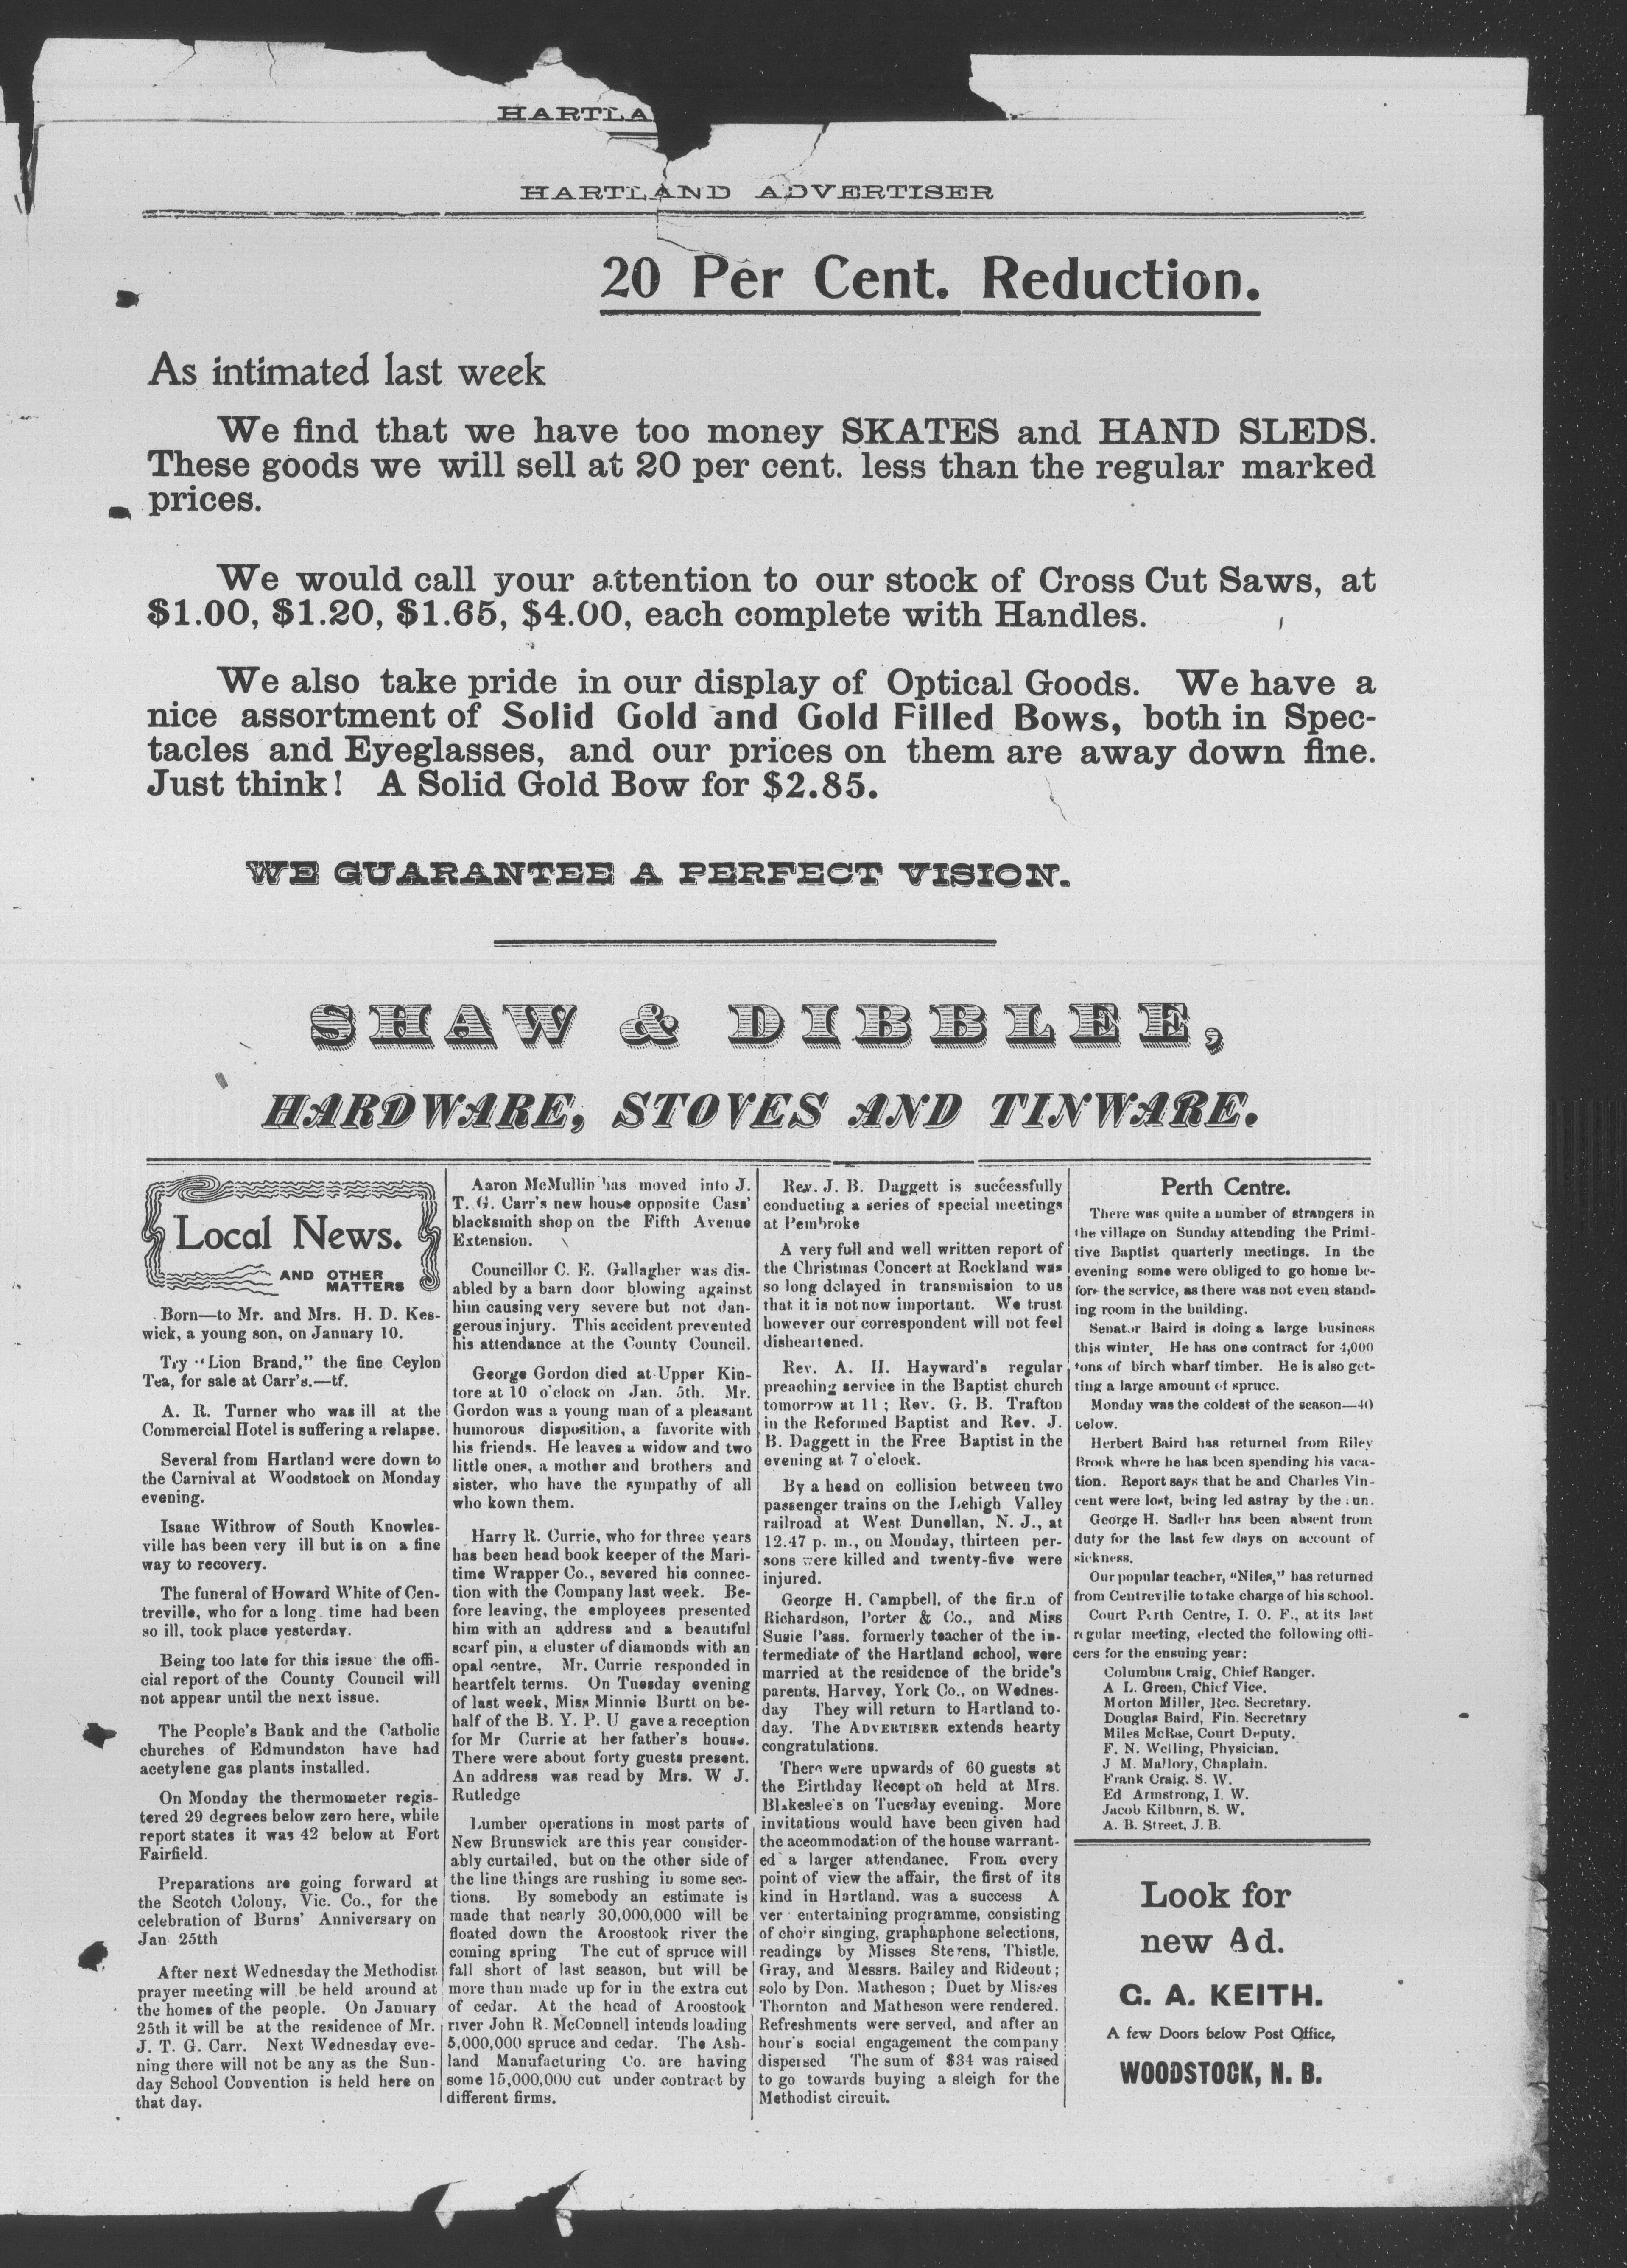 HARTLA
HARTLAND ADVERTISER
20 Per Cent. Reduction.
As intimated last week
We find that we have too money SKATES and HAND SLEDS.
These goods we will sell at 20 per cent. less than the regular marked
prices.
We would call your attention to our stock of Cross Cut Saws, at
$1.00, $1.20, $1.65, $4.00, each complete with Handles.
We also take pride in our display of Optical Goods. We have a
nice assortment of Solid Gold and Gold Filled Bows, both in Spec-
tacles and Eyeglasses, and our prices on them are away down fine.
Just think! A Solid Gold Bow for $2.85.
WE GUARANTEE A PERFECT VISION.
SHAW & DIBBLEE,
HARDWARE, STOVES AND TINWARE.
Local News.
AND OTHER
MATTERS
Born—to Mr. and Mrs. H. D. Kes-
wick, a young son, on January 10.
Try "Lion Brand," the fine Ceylon
Tea, for sale at Carr's.—tf.
A. R. Turner who was ill at the
Commercial Hotel is suffering a relapse.
Several from Hartland were down to
the Carnival at Woodstock on Monday
evening.
Isaac Withrow of South Knowles-
ville has been very ill but is on a fine
way to recovery.
The funeral of Howard White of Cen-
treville, who for a long time had been
so ill, took place yesterday.
Being too late for this issue the offi-
cial report of the County Council will
not appear until the next issue.
The People's Bank and the Catholic
churches of Edmundston have had
acetylene gas plants installed.
On Monday the thermometer regis-
tered 29 degrees below zero here, while
report states it was 42 below at Fort
Fairfield.
Preparations are going forward at
the Scotch Colony, Vic. Co., for the
celebration of Burns' Anniversary on
Jan 25tth
After next Wednesday the Methodist
prayer meeting will be held around at
the homes of the people. On January
25th it will be at the residence of Mr.
J. T. G. Carr. Next Wednesday eve-
ning there will not be any as the Sun-
day School Convention is held here on
that day.
Aaron McMullin has moved into J.
T. G. Carr's new house opposite Cass'
blacksmith shop on the Fifth Avenue
Extension.
Councillor C. E. Gallagher was dis-
abled by a barn door blowing against
him causing very severe but not dan-
gerous injury. This accident prevented
his attendance at the County Council.
George Gordon died at Upper Kin-
tore at 10 o'clock on Jan. 5th. Mr.
Gordon was a young man of a pleasant
humorous disposition, a favorite with
his friends. He leaves a widow and two
little ones, a mother and brothers and
sister, who have the sympathy of all
who kown them.
Harry R. Currie, who for three years
has been head book keeper of the Mari-
time Wrapper Co., severed his connec-
tion with the Company last week. Be-
fore leaving, the employees presented
him with an address and a beautiful
scarf pin, a cluster of diamonds with an
opal centre, Mr. Currie responded in
heartfelt terms. On Tuesday evening
of last week, Miss Minnie Burtt on be-
half of the B. Y. P. U gave a reception
for Mr Currie at her father's house.
There were about forty guests present.
An address was read by Mrs. W J.
Rutledge
Lumber operations in most parts of
New Brunswick are this year consider-
ably curtailed, but on the other side of
the line things are rushing in some sec-
tions. By somebody an estimate is
made that nearly 30,000,000 will be
floated down the Aroostook river the
coming spring The cut of spruce will
fall short of last season, but will be
more than made up for in the extra cut
of cedar. At the head of Aroostook
river John R. McConnell intends loading
5,000,000 spruce and cedar. The Ash-
land Manufacturing Co. are having
some 15,000,000 cut under contract by
different firms.
Rev. J. B. Daggett is successfully
conducting a series of special meetings
at Pembroke
A very full and well written report of
the Christmas Concert at Rockland was
so long delayed in transmission to us
that it is not now important. We trust
however our correspondent will not feel
disheartened.
Rev. A. H. Hayward's regular
preaching service in the Baptist church
tomorrow at 11; Rev. G. B. Trafton
in the Reformed Baptist and Rev. J.
B. Daggett in the Free Baptist in the
evening at 7 o'clock.
By a head on collision between two
passenger trains on the Lehigh Valley
railroad at West Dunellan, N. J., at
12.47 p. m., on Monday, thirteen per-
sons were killed and twenty-five were
injured.
George H. Campbell, of the firm of
Richardson, Porter & Co., and Miss
Susie Pass, formerly teacher of the in-
termediate of the Hartland school, were
married at the residence of the bride's
parents, Harvey, York Co., on Wednes-
day They will return to Hartland to-
day. The ADVERTISER extends hearty
congratulations.
There were upwards of 60 guests at
the Birthday Reception held at Mrs.
Blakeslee's on Tuesday evening. More
invitations would have been given had
the accommodation of the house warrant-
ed a larger attendance. From every
point of view the affair, the first of its
kind in Hartland, was a success A
very entertaining programme, consisting
of choir singing, graphaphone selections,
readings by Misses Stevens, Thistle,
Gray, and Messrs. Bailey and Rideout;
solo by Don. Matheson; Duet by Misses
Thornton and Matheson were rendered.
Refreshments were served, and after an
hour's social engagement the company
dispersed The sum of $34 was raised
to go towards buying a sleigh for the
Methodist circuit.
Perth Centre.
There was quite a number of strangers in
the village on Sunday attending the Primi-
tive Baptist quarterly meetings. In the
evening some were obliged to go home be-
fore the service, as there was not even stand-
ing room in the building.
Senator Baird is doing a large business
this winter. He has one contract for 4,000
tons of birch wharf timber. He is also get-
ting a large amount of spruce.
Monday was the coldest of the season—40
below.
Herbert Baird has returned from Riley
Brook where he has been spending his vaca-
tion. Report says that he and Charles Vin-
cent were lost, being led astray by the sun.
George H. Sadler has been absent from
duty for the last few days on account of
sickness.
Our popular teacher, "Niles," has returned
from Centreville to take charge of his school.
Court Perth Centre, I. O. F., at its last
regular meeting, elected the following offi-
cers for the ensuing year:
Columbus Craig, Chief Ranger.
A L. Green, Chief Vice.
Morton Miller, Rec. Secretary.
Douglas Baird, Fin. Secretary
Miles McRae, Court Deputy.
F. N. Welling, Physician.
J M. Mallory, Chaplain.
Frank Craig. S. W.
Ed Armstrong, I. W.
Jacob Kilburn, S. W.
A. B. Street, J. B.
Look for
new Ad.
C. A. KEITH.
A few Doors below Post Office,
WOODSTOCK, N. B.